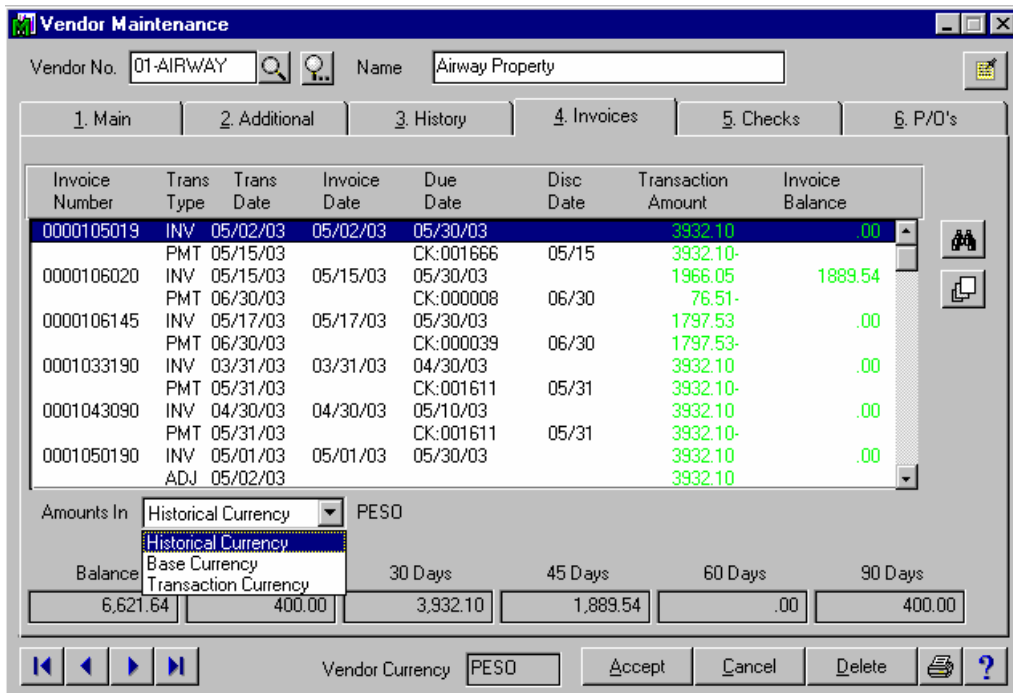 Vendor Maintenance
Vendor No. 01-AIRWAY Name Airway Property
1. Main 2. Additional 3. History 4. Invoices 5. Checks 6. P/O's
Invoice Trans Trans Invoice Due Disc Transaction Invoice
Number Type Date Date Date Date Amount Balance
0000105019 INV 05/02/03 05/02/03 05/30/03 3932.10 .00
PMT 05/15/03 CK:001666 05/15 3932.10-
0000106020 INV 05/15/03 05/15/03 05/30/03 1966.05 1889.54
PMT 06/30/03 CK:000008 06/30 76.51-
0000106145 INV 05/17/03 05/17/03 05/30/03 1797.53 .00
PMT 06/30/03 CK:000039 06/30 1797.53-
0001033190 INV 03/31/03 03/31/03 04/30/03 3932.10 .00
PMT 05/31/03 CK:001611 05/31 3932.10-
0001043090 INV 04/30/03 04/30/03 05/10/03 3932.10 .00
PMT 05/31/03 CK:001611 05/31 3932.10-
0001050190 INV 05/01/03 05/01/03 05/30/03 3932.10 .00
ADJ 05/02/03 3932.10
Amounts In Historical Currency PESO
Historical Currency
Base Currency
Transaction Currency
Balance 30 Days 45 Days 60 Days 90 Days
6,621.64 400.00 3,932.10 1,889.54 .00 400.00
Vendor Currency PESO Accept Cancel Delete ?